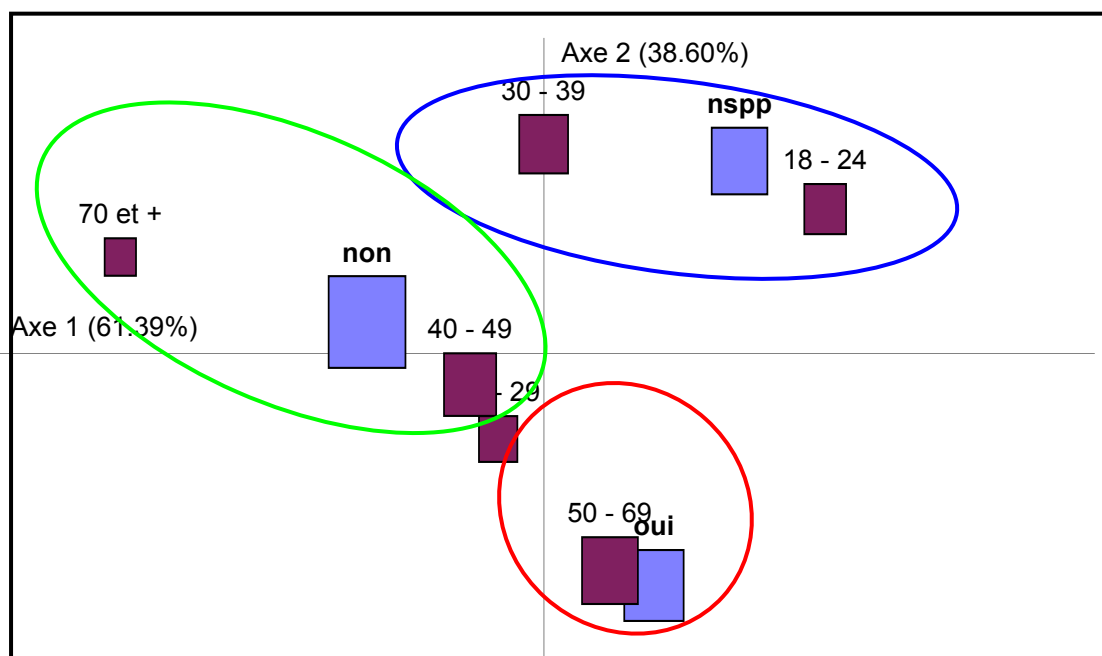 Axe 2 (38.60%)
30 - 39
nspp
18 - 24
70 et +
non
Axe 1 (61.39%)
40 - 49
- 29
50 - 69
oui